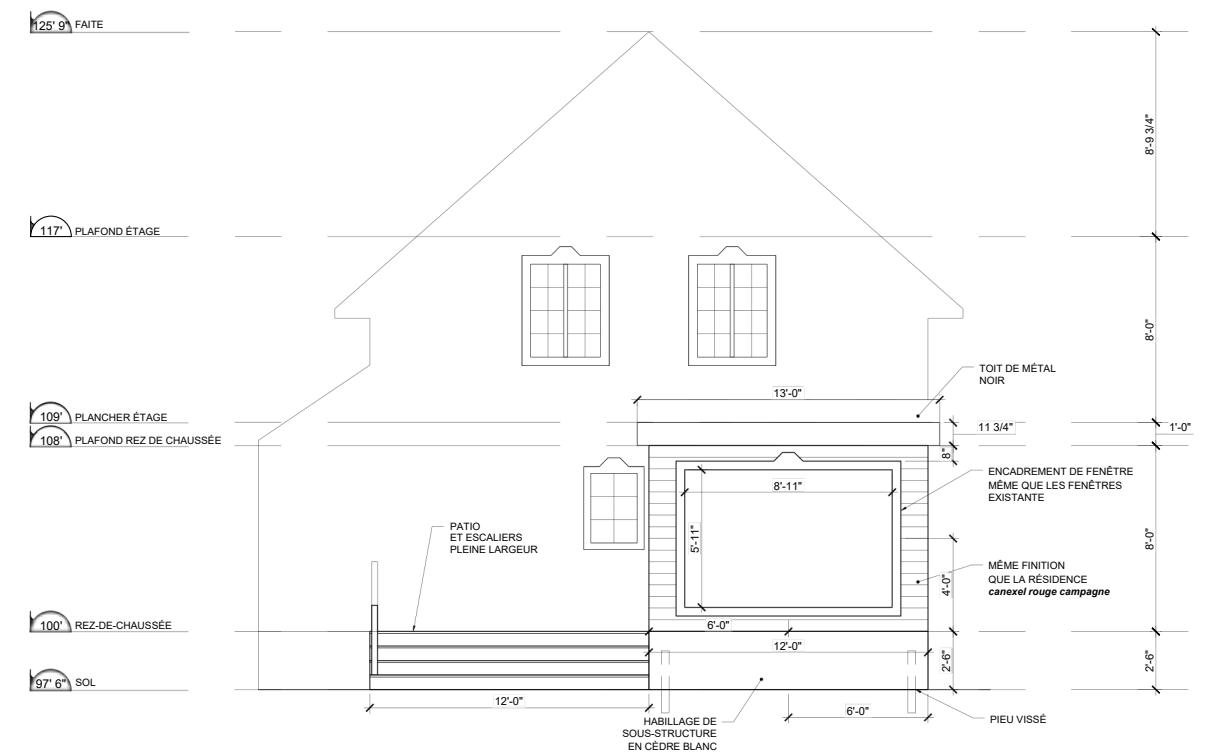 125' 9" FAITE
8'-9 3/4"
117' PLAFOND ÉTAGE
8'-0"
TOIT DE MÉTAL
NOIR
13'-0"
109' PLANCHER ÉTAGE
11 3/4"
1'-0"
108' PLAFOND REZ DE CHAUSSÉE
8"
ENCADREMENT DE FENÊTRE
MÊME QUE LES FENÊTRES
EXISTANTE
8'-11"
5'-11"
PATIO
ET ESCALIERS
PLEINE LARGEUR
8'-0"
4'-0"
MÊME FINITION
QUE LA RÉSIDENCE
canexel rouge campagne
100' REZ-DE-CHAUSSÉE
6'-0"
12'-0"
2'-6"
2'-6"
97' 6" SOL
12'-0"
6'-0"
PIEU VISSÉ
HABILLAGE DE
SOUS-STRUCTURE
EN CÈDRE BLANC